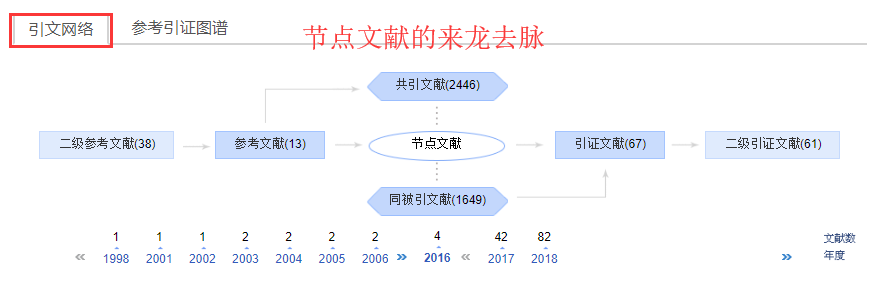 引文网络
参考引证图谱
节点文献的来龙去脉
共引文献(2446)
二级参考文献(38)
参考文献(13)
节点文献
引证文献(67)
二级引证文献(61)
同被引文献(1649)
1 1 1 2 2 2 2 4 42 82 文献数
1998 2001 2002 2003 2004 2005 2006 2016 2017 2018 年度